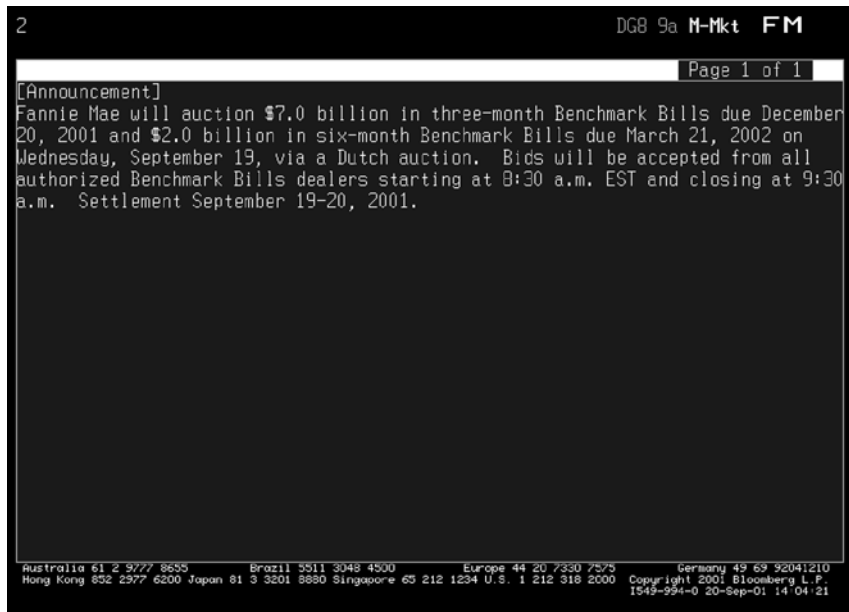 2 DG8 9a M-Mkt FM
Page 1 of 1
[Announcement]
Fannie Mae will auction $7.0 billion in three-month Benchmark Bills due December
20, 2001 and $2.0 billion in six-month Benchmark Bills due March 21, 2002 on
Wednesday, September 19, via a Dutch auction.  Bids will be accepted from all
authorized Benchmark Bills dealers starting at 8:30 a.m. EST and closing at 9:30
a.m.  Settlement September 19-20, 2001.
Australia 61 2 9777 8655 Brazil 5511 3048 4500 Europe 44 20 7330 7575 Germany 49 69 92041210
Hong Kong 852 2977 6200 Japan 81 3 3201 8880 Singapore 65 212 1234 U.S. 1 212 318 2000 Copyright 2001 Bloomberg L.P.
I549-994-0 20-Sep-01 14:04:21